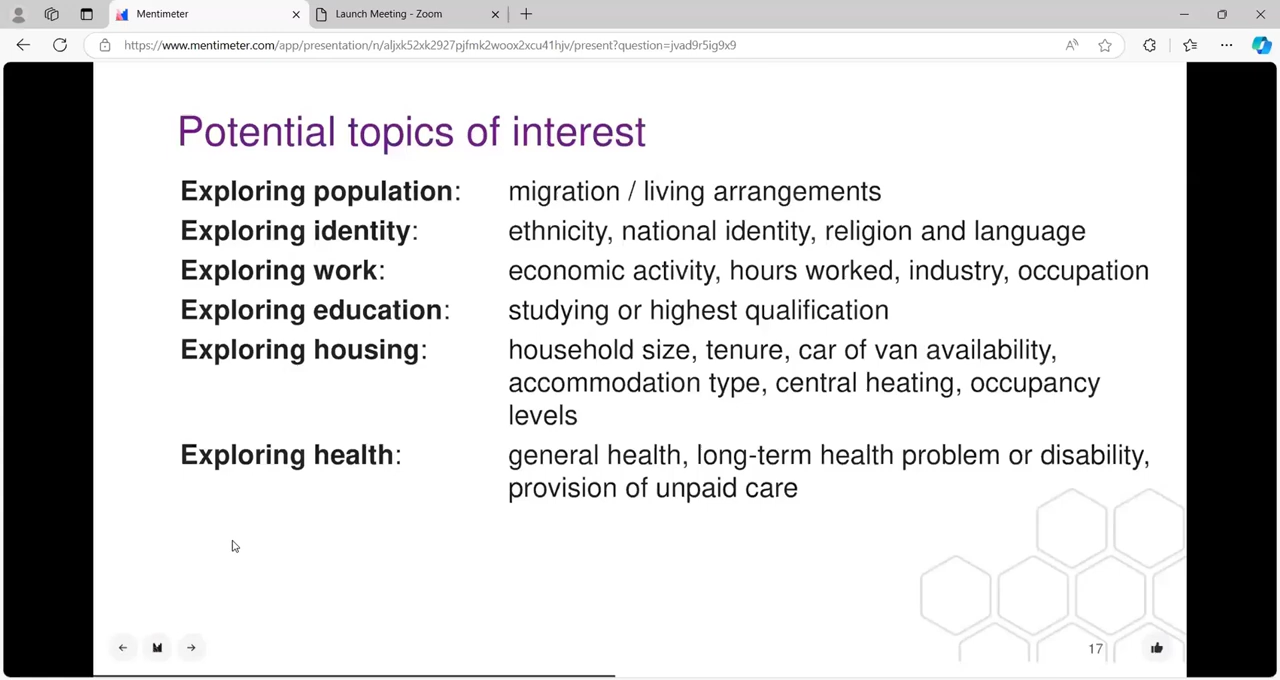 Mentimeter
Launch Meeting - Zoom
https://www.mentimeter.com/app/presentation/n/aljxk52xk2927pjfmk2woox2xcu41hjv/present?question=jvad9r5ig9x9
Potential topics of interest
Exploring population: migration / living arrangements
Exploring identity: ethnicity, national identity, religion and language
Exploring work: economic activity, hours worked, industry, occupation
Exploring education: studying or highest qualification
Exploring housing: household size, tenure, car of van availability,
accommodation type, central heating, occupancy
levels
Exploring health: general health, long-term health problem or disability,
provision of unpaid care
17